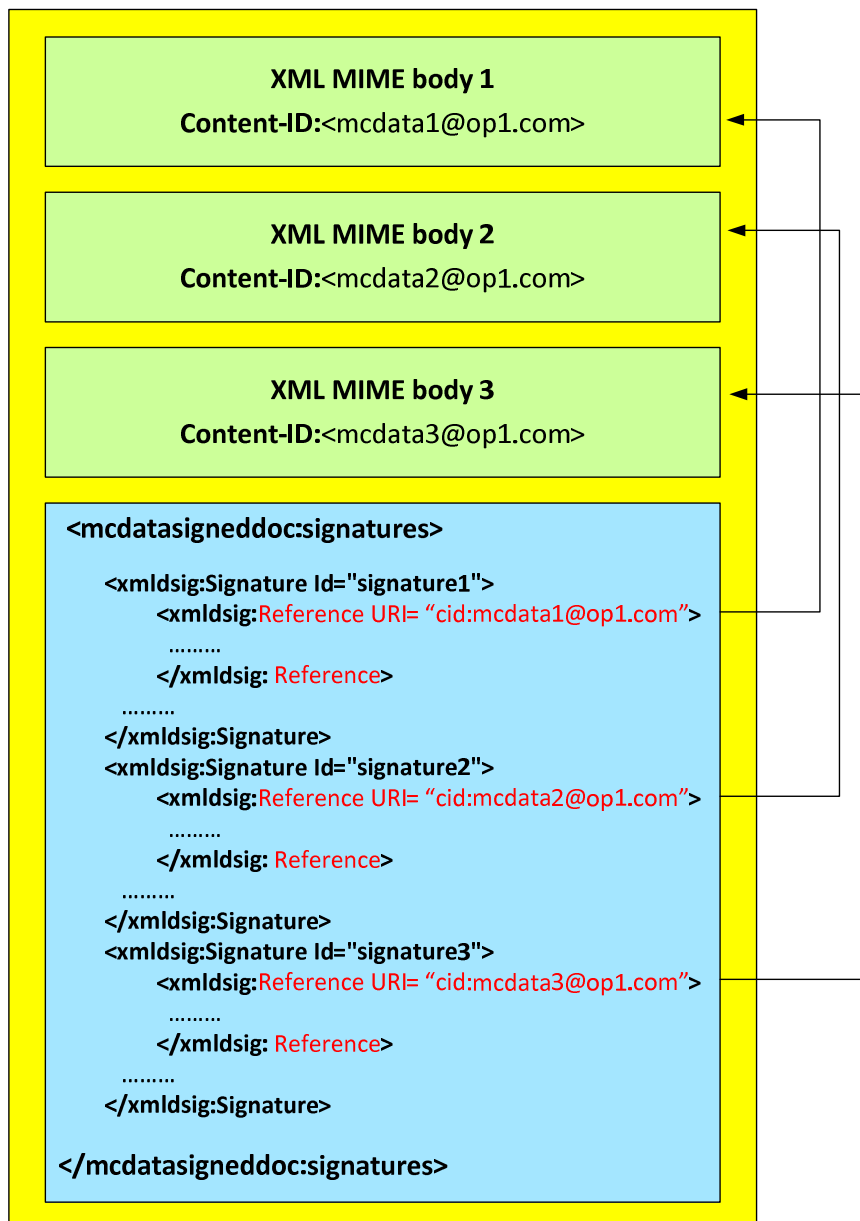 XML MIME body 1
Content-ID:<mcdata1@op1.com>
XML MIME body 2
Content-ID:<mcdata2@op1.com>
XML MIME body 3
Content-ID:<mcdata3@op1.com>
<mcdatasigneddoc:signatures>
<xmldsig:Signature Id="signature1">
<xmldsig:Reference URI= “cid:mcdata1@op1.com”>
………
</xmldsig: Reference>
………
</xmldsig:Signature>
<xmldsig:Signature Id="signature2">
<xmldsig:Reference URI= “cid:mcdata2@op1.com”>
………
</xmldsig: Reference>
………
</xmldsig:Signature>
<xmldsig:Signature Id="signature3">
<xmldsig:Reference URI= “cid:mcdata3@op1.com”>
………
</xmldsig: Reference>
………
</xmldsig:Signature>
</mcdatasigneddoc:signatures>